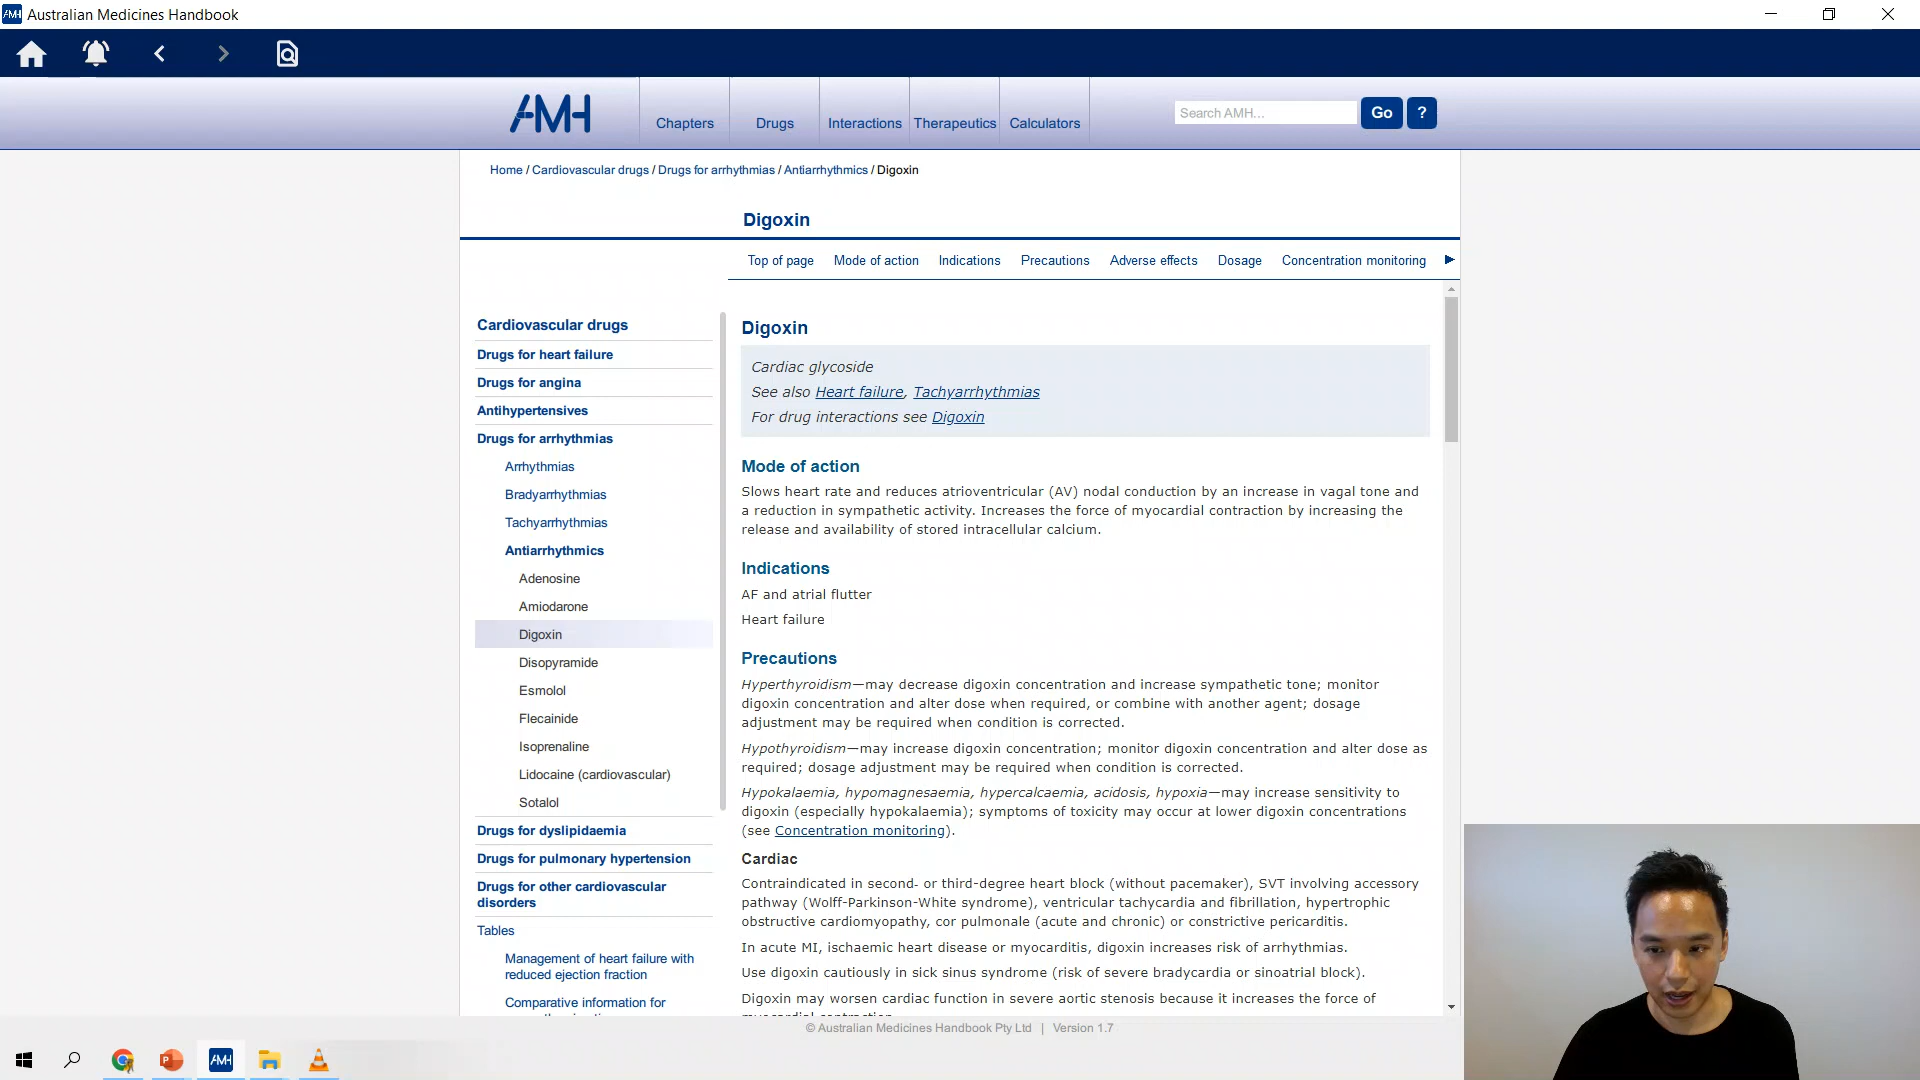 AMH Australian Medicines Handbook
AMH
Chapters
Drugs
Interactions
Therapeutics
Calculators
Search AMH...
Go
?
Home / Cardiovascular drugs / Drugs for arrhythmias / Antiarrhythmics / Digoxin
Digoxin
Top of page
Mode of action
Indications
Precautions
Adverse effects
Dosage
Concentration monitoring
Cardiovascular drugs
Drugs for heart failure
Drugs for angina
Antihypertensives
Drugs for arrhythmias
Arrhythmias
Bradyarrhythmias
Tachyarrhythmias
Antiarrhythmics
Adenosine
Amiodarone
Digoxin
Disopyramide
Esmolol
Flecainide
Isoprenaline
Lidocaine (cardiovascular)
Sotalol
Drugs for dyslipidaemia
Drugs for pulmonary hypertension
Drugs for other cardiovascular
disorders
Tables
Management of heart failure with
reduced ejection fraction
Comparative information for
Digoxin
Cardiac glycoside
See also Heart failure, Tachyarrhythmias
For drug interactions see Digoxin
Mode of action
Slows heart rate and reduces atrioventricular (AV) nodal conduction by an increase in vagal tone and
a reduction in sympathetic activity. Increases the force of myocardial contraction by increasing the
release and availability of stored intracellular calcium.
Indications
AF and atrial flutter
Heart failure
Precautions
Hyperthyroidism—may decrease digoxin concentration and increase sympathetic tone; monitor
digoxin concentration and alter dose when required, or combine with another agent; dosage
adjustment may be required when condition is corrected.
Hypothyroidism—may increase digoxin concentration; monitor digoxin concentration and alter dose as
required; dosage adjustment may be required when condition is corrected.
Hypokalaemia, hypomagnesaemia, hypercalcaemia, acidosis, hypoxia—may increase sensitivity to
digoxin (especially hypokalaemia); symptoms of toxicity may occur at lower digoxin concentrations
(see Concentration monitoring).
Cardiac
Contraindicated in second- or third-degree heart block (without pacemaker), SVT involving accessory
pathway (Wolff-Parkinson-White syndrome), ventricular tachycardia and fibrillation, hypertrophic
obstructive cardiomyopathy, cor pulmonale (acute and chronic) or constrictive pericarditis.
In acute MI, ischaemic heart disease or myocarditis, digoxin increases risk of arrhythmias.
Use digoxin cautiously in sick sinus syndrome (risk of severe bradycardia or sinoatrial block).
Digoxin may worsen cardiac function in severe aortic stenosis because it increases the force of
© Australian Medicines Handbook Pty Ltd | Version 1.7
P
AMH